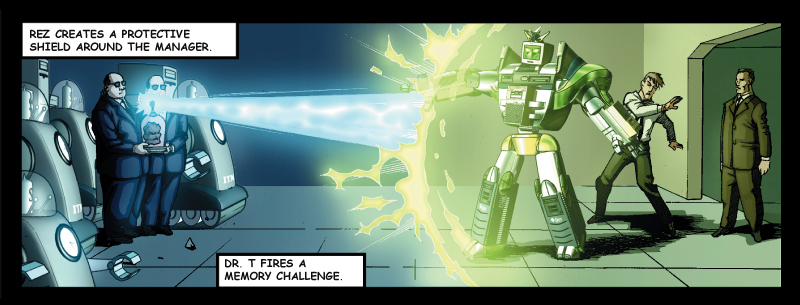 REZ CREATES A PROTECTIVE
SHIELD AROUND THE MANAGER.
DR. T FIRES A
MEMORY CHALLENGE.